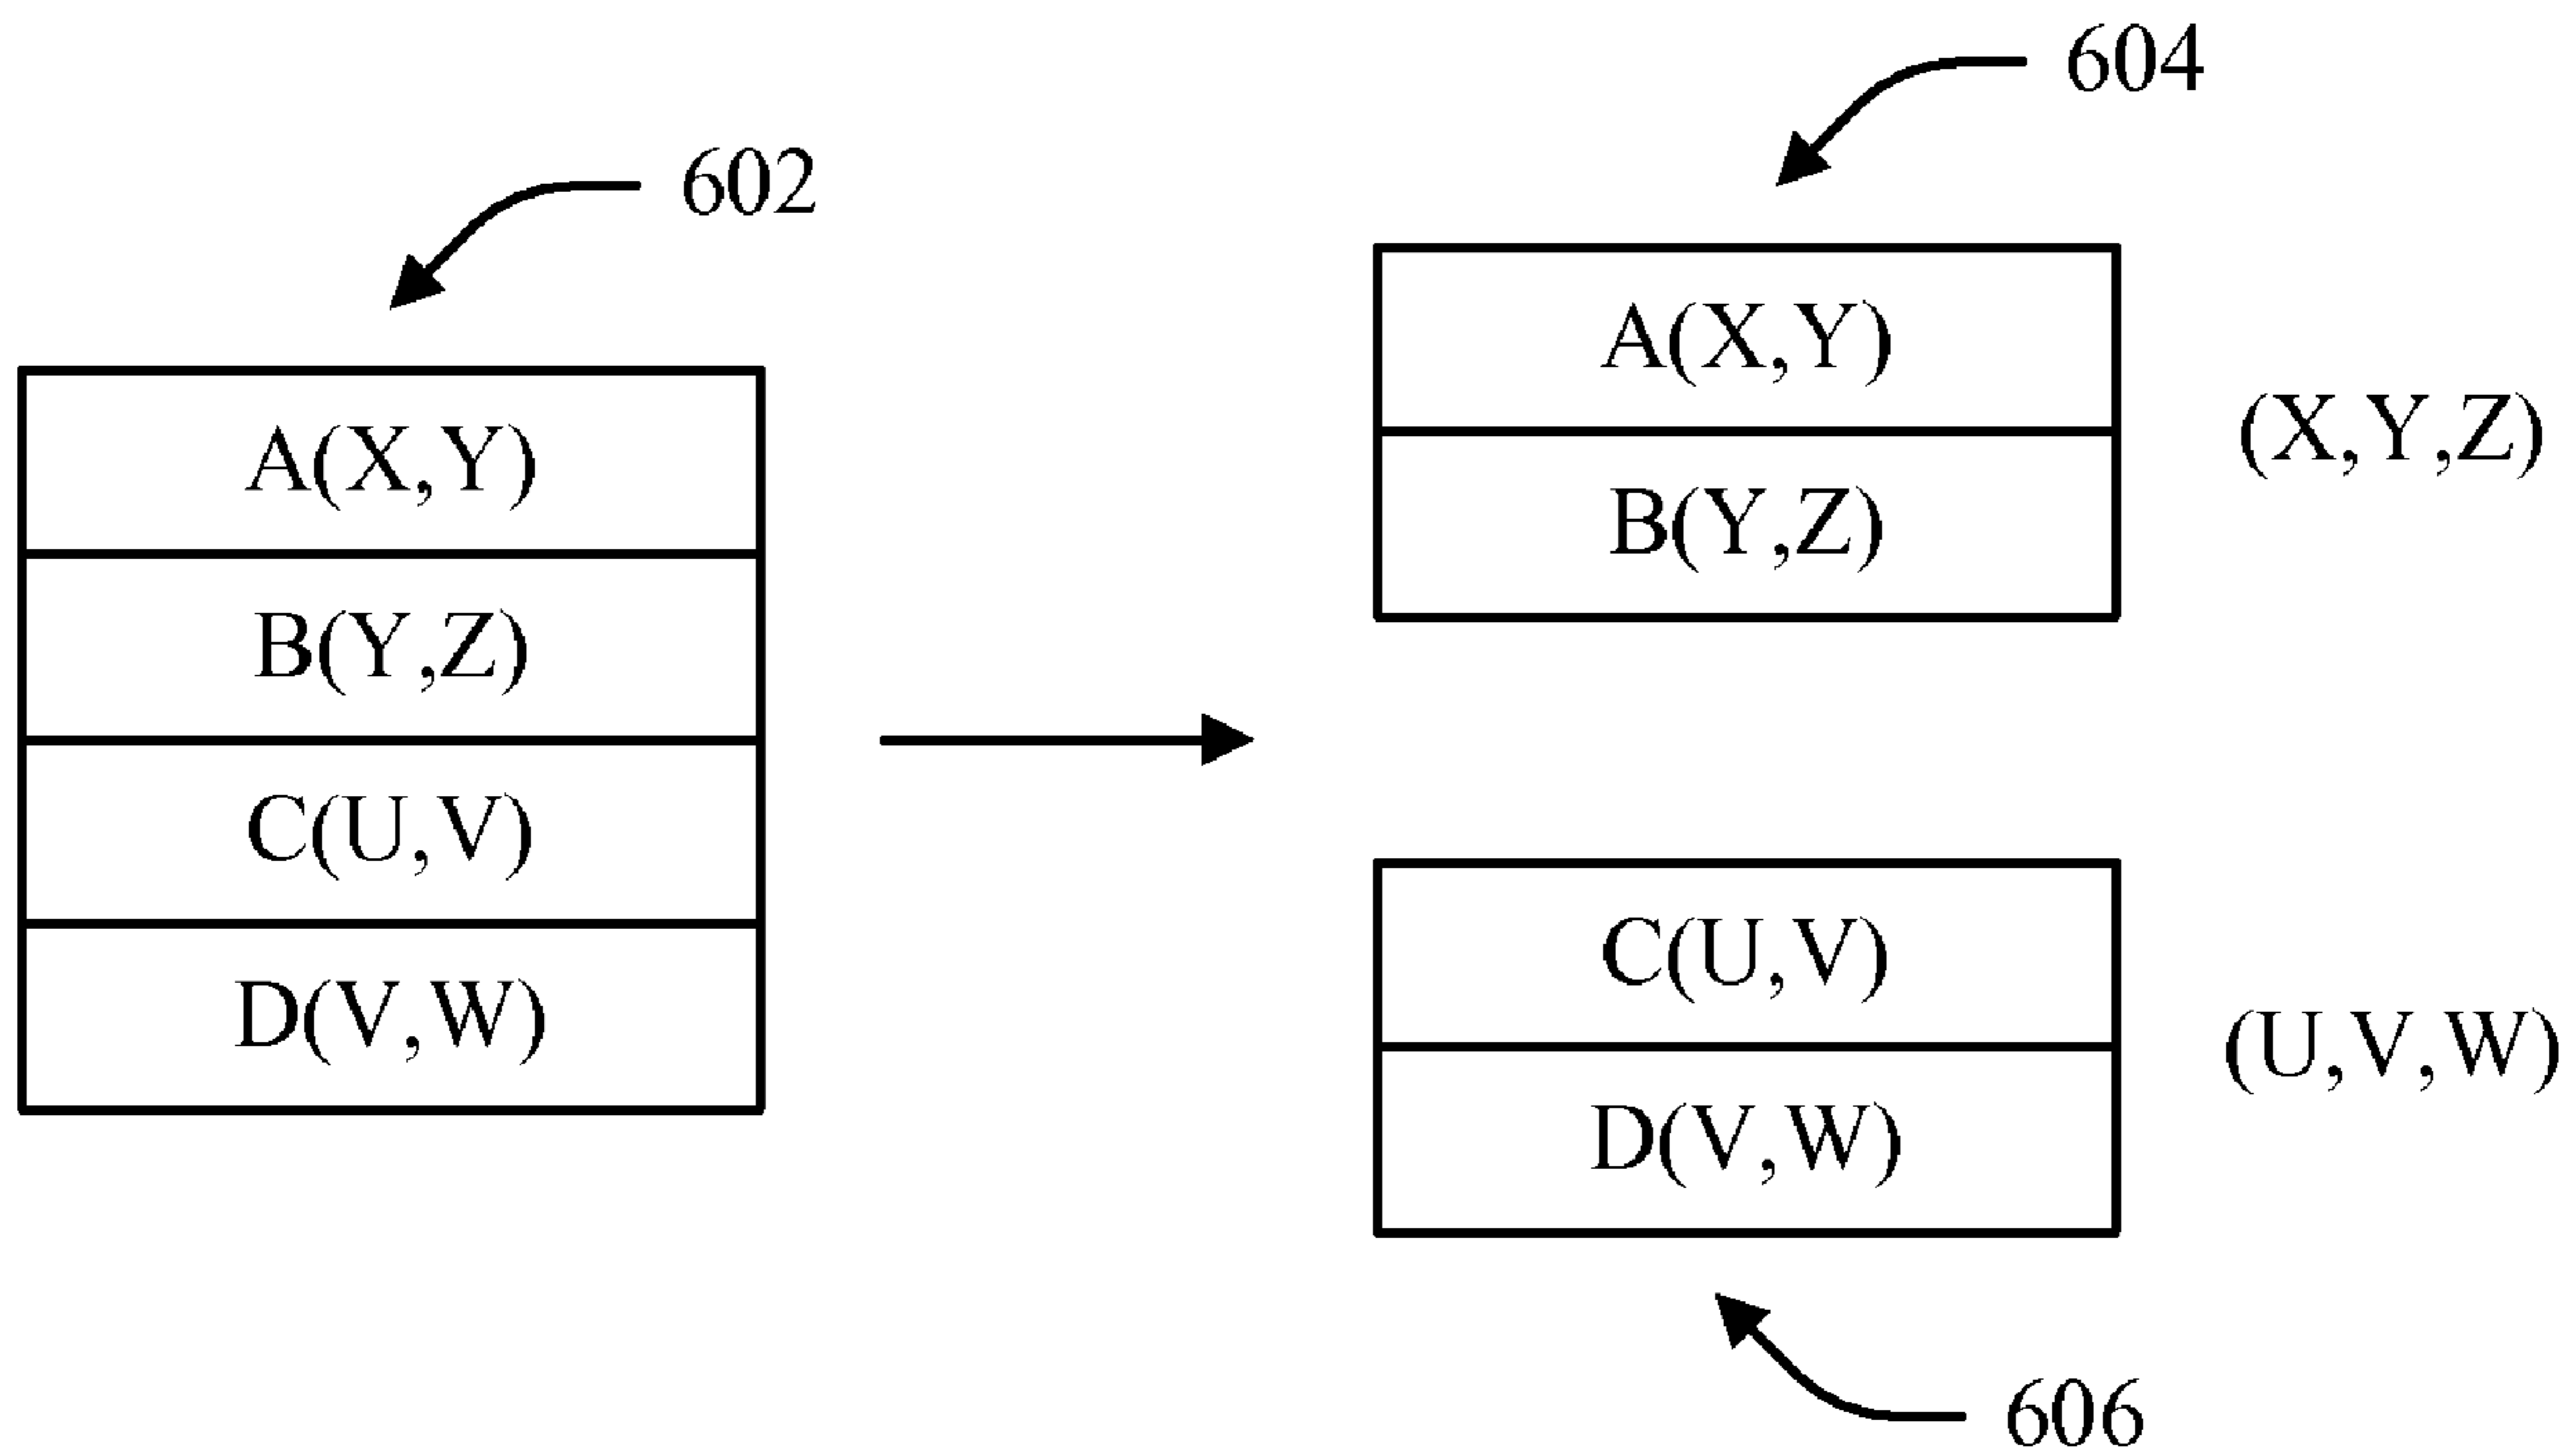 602
A(X,Y)
B(Y,Z)
C(U,V)
D(V,W)
604
A(X,Y)
B(Y,Z)
(X,Y,Z)
C(U,V)
D(V,W)
(U,V,W)
606